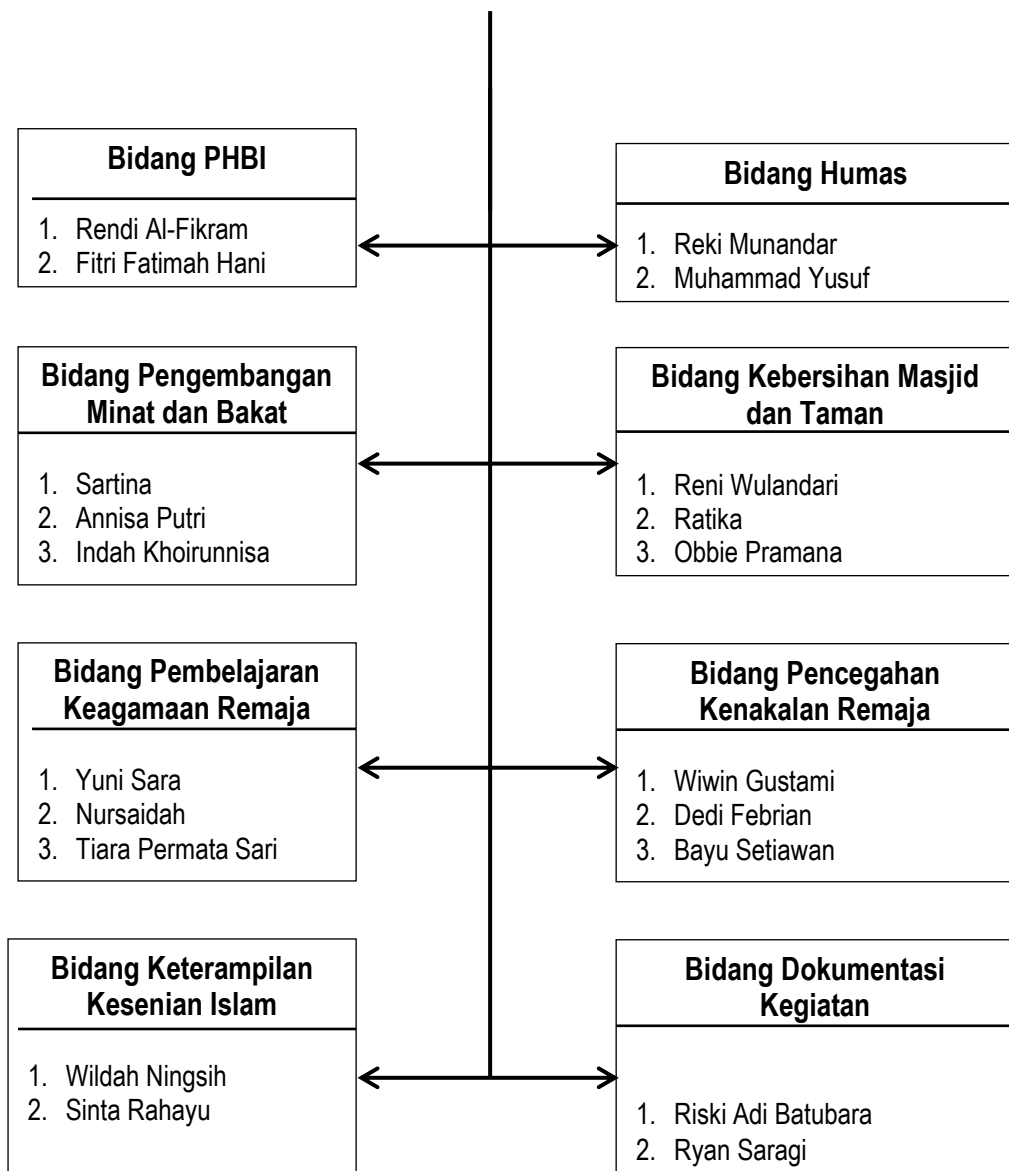 Bidang PHBI
1. Rendi Al-Fikram
2. Fitri Fatimah Hani
Bidang Humas
1. Reki Munandar
2. Muhammad Yusuf
Bidang Pengembangan
Minat dan Bakat
1. Sartina
2. Annisa Putri
3. Indah Khoirunnisa
Bidang Kebersihan Masjid
dan Taman
1. Reni Wulandari
2. Ratika
3. Obbie Pramana
Bidang Pembelajaran
Keagamaan Remaja
1. Yuni Sara
2. Nursaidah
3. Tiara Permata Sari
Bidang Pencegahan
Kenakalan Remaja
1. Wiwin Gustami
2. Dedi Febrian
3. Bayu Setiawan
Bidang Keterampilan
Kesenian Islam
1. Wildah Ningsih
2. Sinta Rahayu
Bidang Dokumentasi
Kegiatan
1. Riski Adi Batubara
2. Ryan Saragi